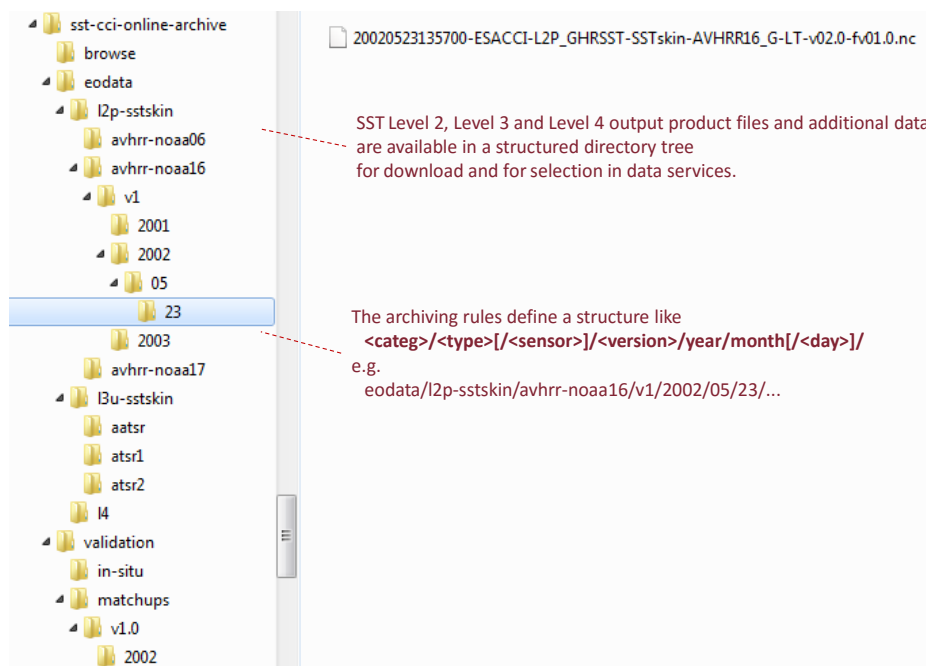 sst-cci-online-archive
browse
eodata
l2p-sstskin
avhrr-noaa06
avhrr-noaa16
v1
2001
2002
05
23
2003
avhrr-noaa17
l3u-sstskin
aatsr
atsr1
atsr2
l4
validation
in-situ
matchups
v1.0
2002
20020523135700-ESACCI-L2P_GHRSST-SSTskin-AVHRR16_G-LT-v02.0-fv01.0.nc
SST Level 2, Level 3 and Level 4 output product files and additional data
are available in a structured directory tree
for download and for selection in data services.
The archiving rules define a structure like
<categ>/<type>[/<sensor>]/<version>/year/month[/<day>]/
e.g.
eodata/l2p-sstskin/avhrr-noaa16/v1/2002/05/23/...